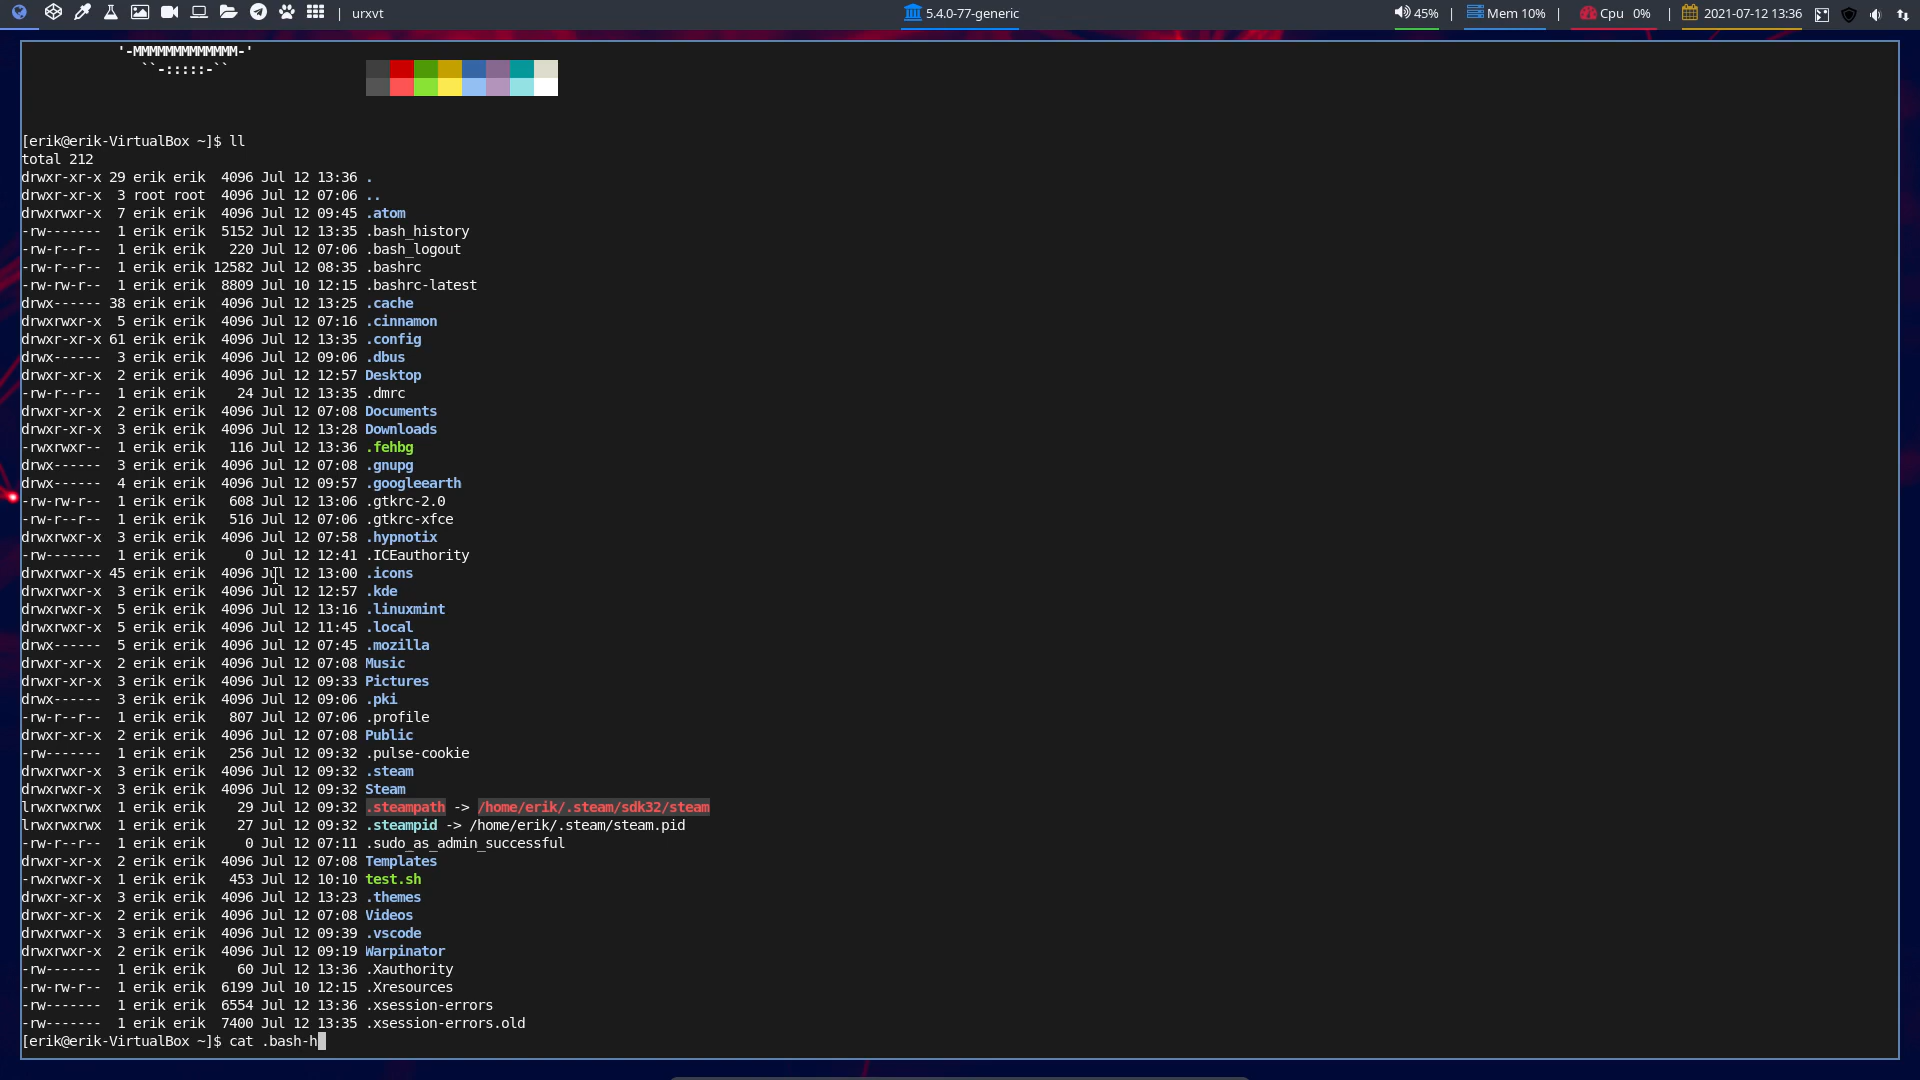 | urxvt 5.4.0-77-generic 45% | Mem 10% | Cpu 0% | 2021-07-12 13:36
'-MMMMMMMMMMMMM-'
``-:::::-``
[erik@erik-VirtualBox ~]$ ll
total 212
drwxr-xr-x 29 erik erik  4096 Jul 12 13:36 .
drwxr-xr-x  3 root root  4096 Jul 12 07:06 ..
drwxrwxr-x  7 erik erik  4096 Jul 12 09:45 .atom
-rw-------  1 erik erik  5152 Jul 12 13:35 .bash_history
-rw-r--r--  1 erik erik   220 Jul 12 07:06 .bash_logout
-rw-r--r--  1 erik erik 12582 Jul 12 08:35 .bashrc
-rw-rw-r--  1 erik erik  8809 Jul 10 12:15 .bashrc-latest
drwx------ 38 erik erik  4096 Jul 12 13:25 .cache
drwxrwxr-x  5 erik erik  4096 Jul 12 07:16 .cinnamon
drwxr-xr-x 61 erik erik  4096 Jul 12 13:35 .config
drwx------  3 erik erik  4096 Jul 12 09:06 .dbus
drwxr-xr-x  2 erik erik  4096 Jul 12 12:57 Desktop
-rw-r--r--  1 erik erik    24 Jul 12 13:35 .dmrc
drwxr-xr-x  2 erik erik  4096 Jul 12 07:08 Documents
drwxr-xr-x  3 erik erik  4096 Jul 12 13:28 Downloads
-rwxrwxr--  1 erik erik   116 Jul 12 13:36 .fehbg
drwx------  3 erik erik  4096 Jul 12 07:08 .gnupg
drwx------  4 erik erik  4096 Jul 12 09:57 .googleearth
-rw-rw-r--  1 erik erik   608 Jul 12 13:06 .gtkrc-2.0
-rw-r--r--  1 erik erik   516 Jul 12 07:06 .gtkrc-xfce
drwxrwxr-x  3 erik erik  4096 Jul 12 07:58 .hypnotix
-rw-------  1 erik erik     0 Jul 12 12:41 .ICEauthority
drwxrwxr-x 45 erik erik  4096 Jul 12 13:00 .icons
drwxrwxr-x  3 erik erik  4096 Jul 12 12:57 .kde
drwxrwxr-x  5 erik erik  4096 Jul 12 13:16 .linuxmint
drwxrwxr-x  5 erik erik  4096 Jul 12 11:45 .local
drwx------  5 erik erik  4096 Jul 12 07:45 .mozilla
drwxr-xr-x  2 erik erik  4096 Jul 12 07:08 Music
drwxr-xr-x  3 erik erik  4096 Jul 12 09:33 Pictures
drwx------  3 erik erik  4096 Jul 12 09:06 .pki
-rw-r--r--  1 erik erik   807 Jul 12 07:06 .profile
drwxr-xr-x  2 erik erik  4096 Jul 12 07:08 Public
-rw-------  1 erik erik   256 Jul 12 09:32 .pulse-cookie
drwxrwxr-x  3 erik erik  4096 Jul 12 09:32 .steam
drwxrwxr-x  3 erik erik  4096 Jul 12 09:32 Steam
lrwxrwxrwx  1 erik erik    29 Jul 12 09:32 .steampath -> /home/erik/.steam/sdk32/steam
lrwxrwxrwx  1 erik erik    27 Jul 12 09:32 .steampid -> /home/erik/.steam/steam.pid
-rw-r--r--  1 erik erik     0 Jul 12 07:11 .sudo_as_admin_successful
drwxr-xr-x  2 erik erik  4096 Jul 12 07:08 Templates
-rwxrwxr-x  1 erik erik   453 Jul 12 10:10 test.sh
drwxrwxr-x  3 erik erik  4096 Jul 12 13:23 .themes
drwxr-xr-x  2 erik erik  4096 Jul 12 07:08 Videos
drwxrwxr-x  3 erik erik  4096 Jul 12 09:39 .vscode
drwxrwxr-x  2 erik erik  4096 Jul 12 09:19 Warpinator
-rw-------  1 erik erik    60 Jul 12 13:36 .Xauthority
-rw-rw-r--  1 erik erik  6199 Jul 10 12:15 .Xresources
-rw-------  1 erik erik  6554 Jul 12 13:36 .xsession-errors
-rw-------  1 erik erik  7400 Jul 12 13:35 .xsession-errors.old
[erik@erik-VirtualBox ~]$ cat .bash-h